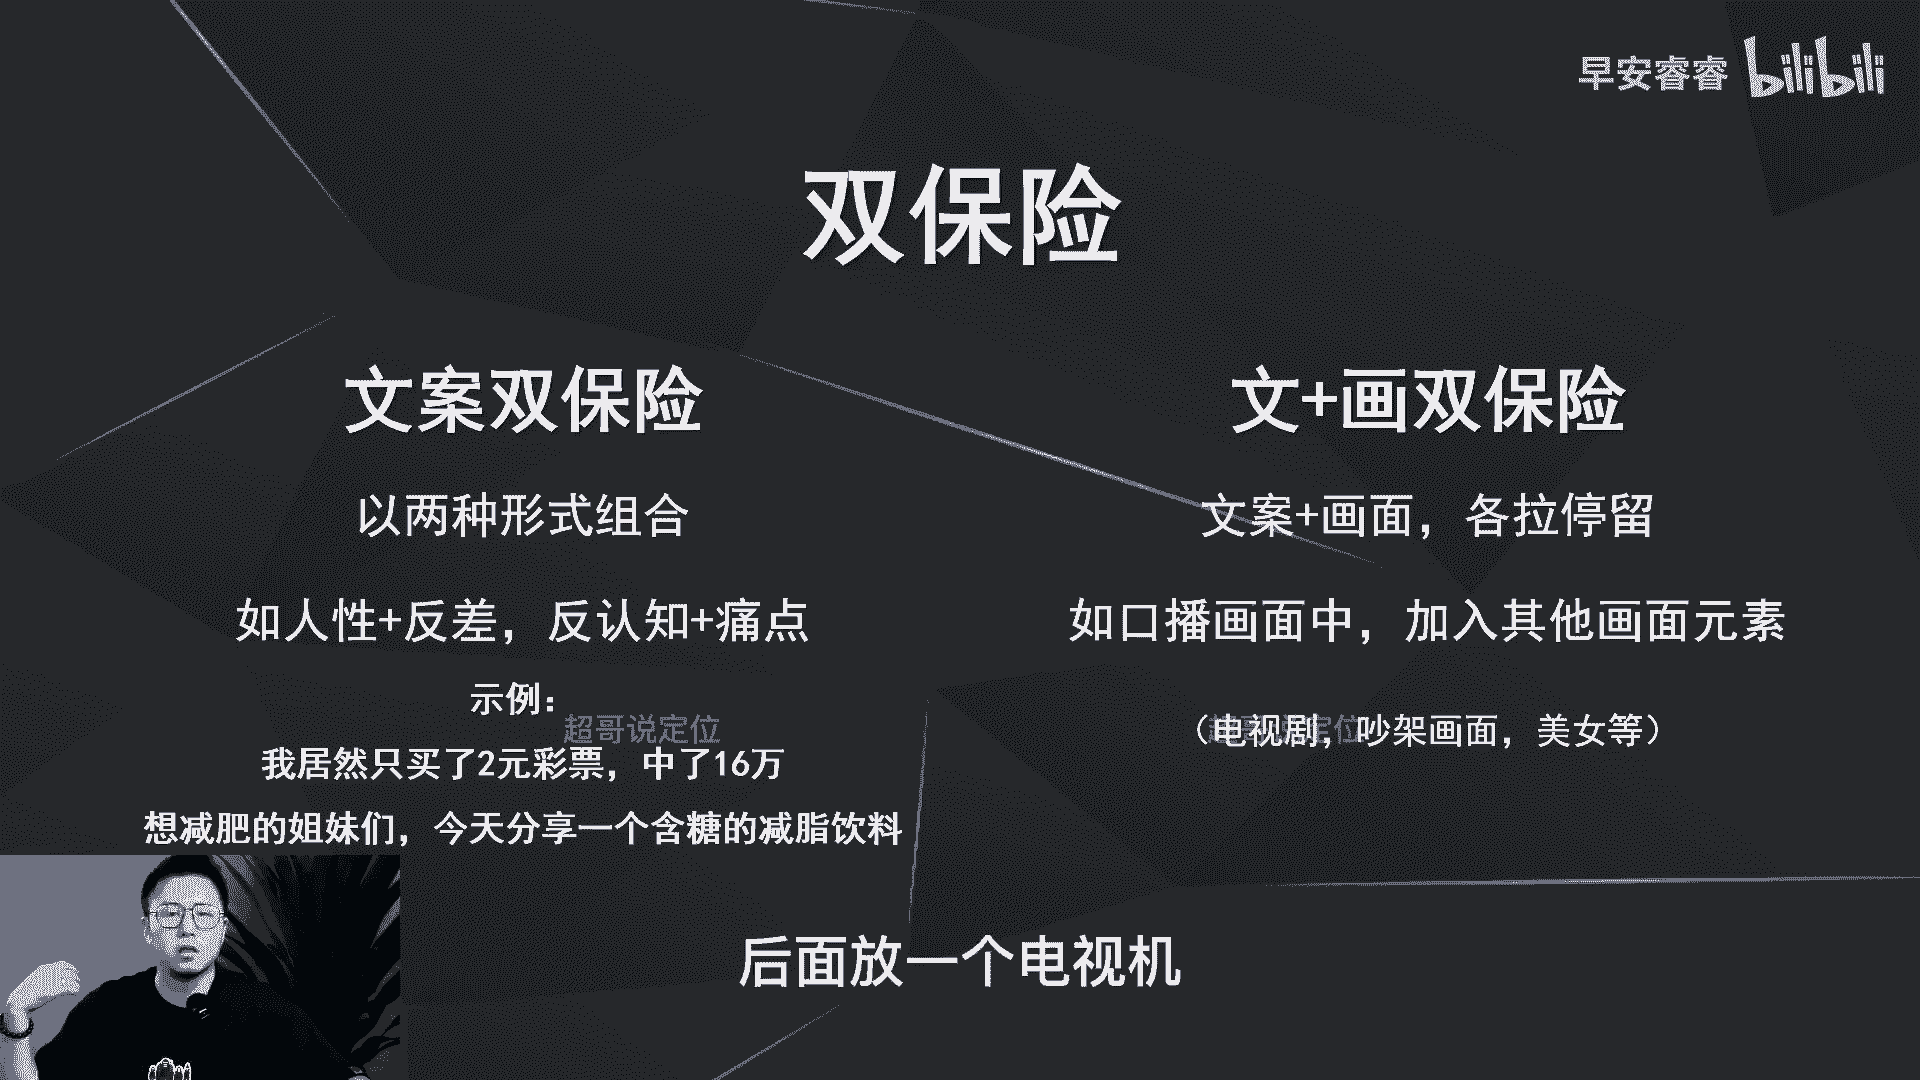 早安睿睿 bilibili
双保险
文案双保险
以两种形式组合
如人性+反差，反认知+痛点
示例：
超哥说定位
我居然只买了2元彩票，中了16万
想减肥的姐妹们，今天分享一个含糖的减脂饮料
文+画双保险
文案+画面，各拉停留
如口播画面中，加入其他画面元素
超哥说定位
（电视剧，吵架画面，美女等）
后面放一个电视机